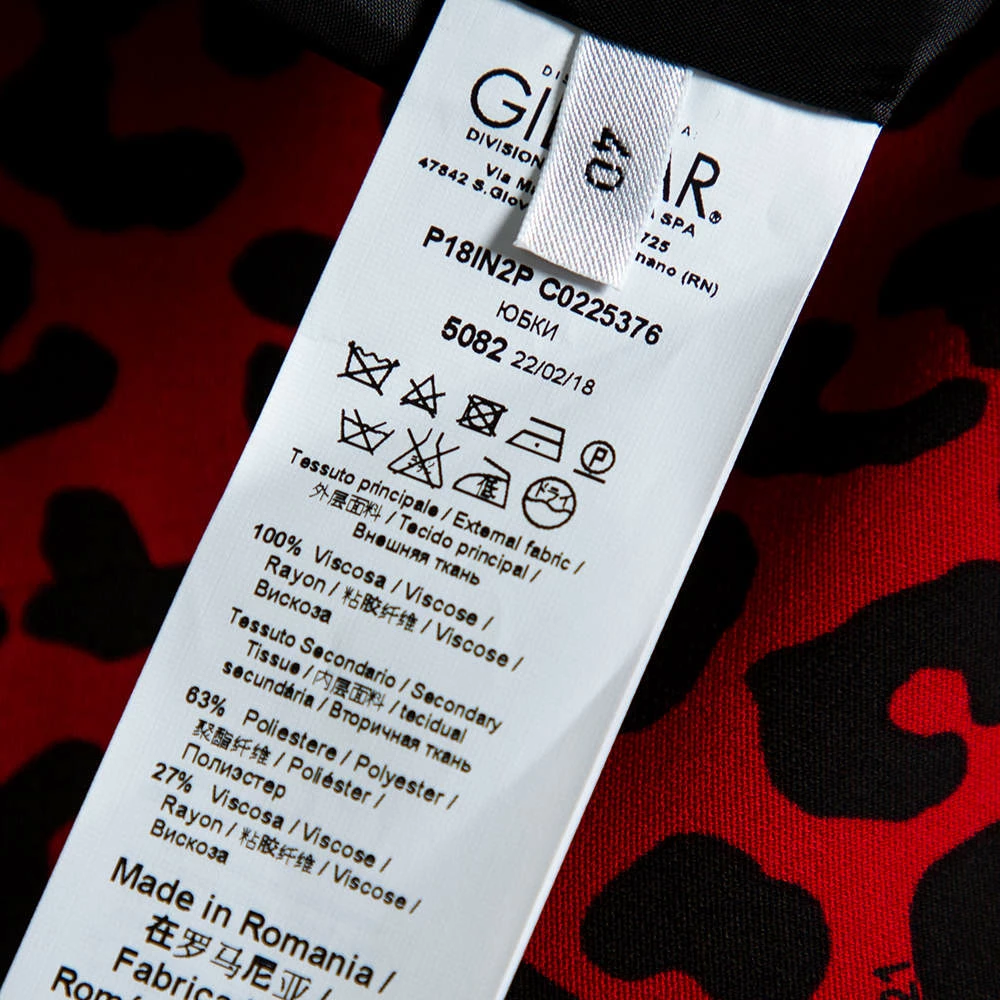 40
P18IN2P C0225376
ЮБКИ
5082 22/02/18
P
ドライ
Tessuto principale / External fabric /
外层面料 / Tecido principal /
Внешняя ткань
100% Viscosa / Viscose /
Rayon / 粘胶纤维 / Viscose /
Вискоза
Tessuto Secondario / Secondary
Tissue / 内层面料 / tecidual
secundária / Вторичная ткань
63% Poliestere / Polyester /
聚酯纤维 / Poliéster /
Полиэстер
27% Viscosa / Viscose /
Rayon / 粘胶纤维 / Viscose /
Вискоза
Made in Romania /
在罗马尼亚 /
DIVISION
SPA
Via
725
47842 S.Giov
nano (RN)
21